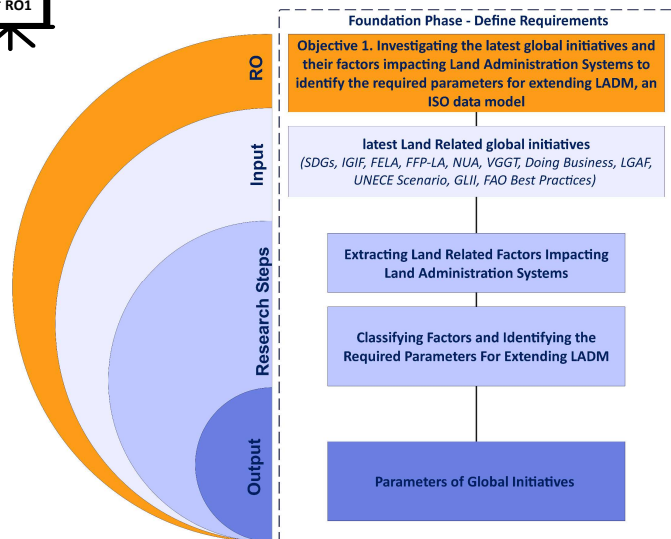 RO1
Foundation Phase - Define Requirements
RO
Objective 1. Investigating the latest global initiatives and
their factors impacting Land Administration Systems to
identify the required parameters for extending LADM, an
ISO data model
Input
latest Land Related global initiatives
(SDGs, IGIF, FELA, FFP-LA, NUA, VGGT, Doing Business, LGAF,
UNECE Scenario, GLII, FAO Best Practices)
Research Steps
Extracting Land Related Factors Impacting
Land Administration Systems
Classifying Factors and Identifying the
Required Parameters For Extending LADM
Output
Parameters of Global Initiatives